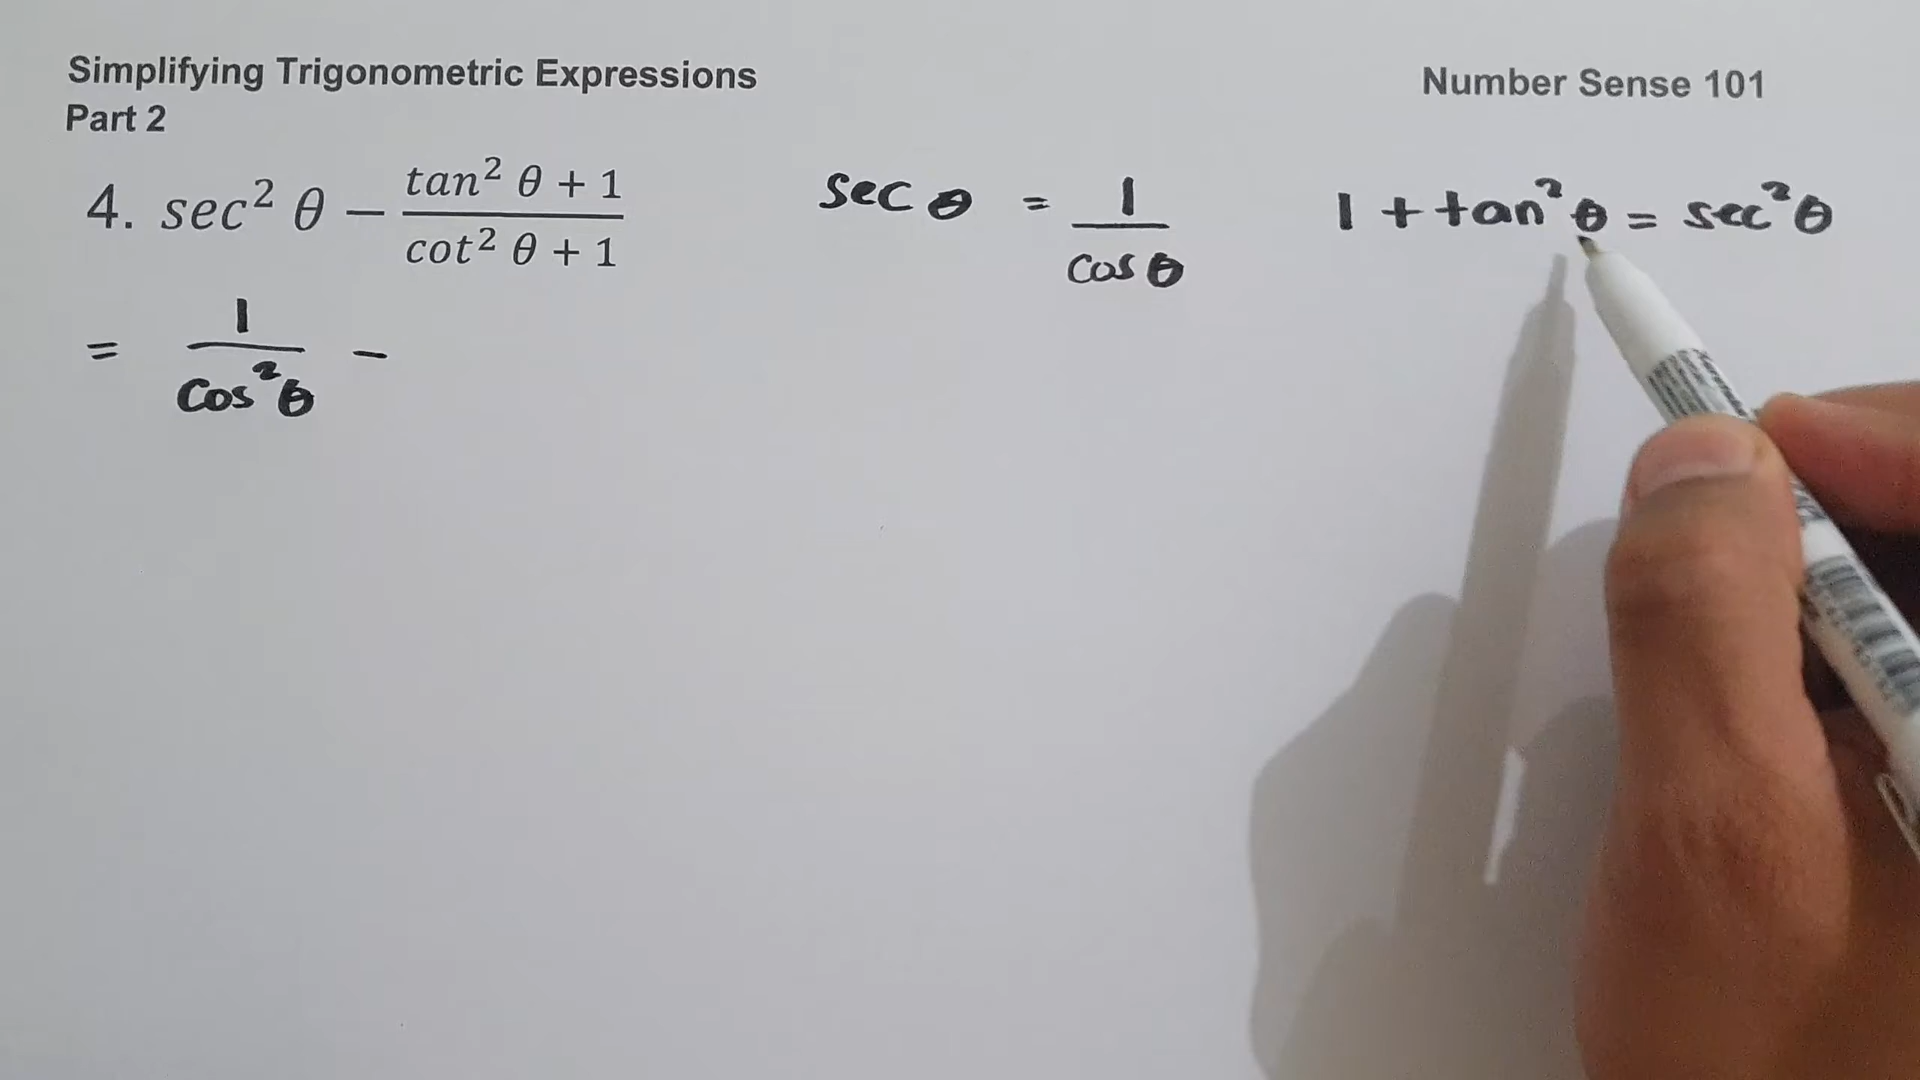 Simplifying Trigonometric Expressions
Part 2
Number Sense 101
4. sec² θ − (tan² θ + 1)/(cot² θ + 1)
sec θ = 1/cos θ
1 + tan² θ = sec² θ
= 1/cos² θ −